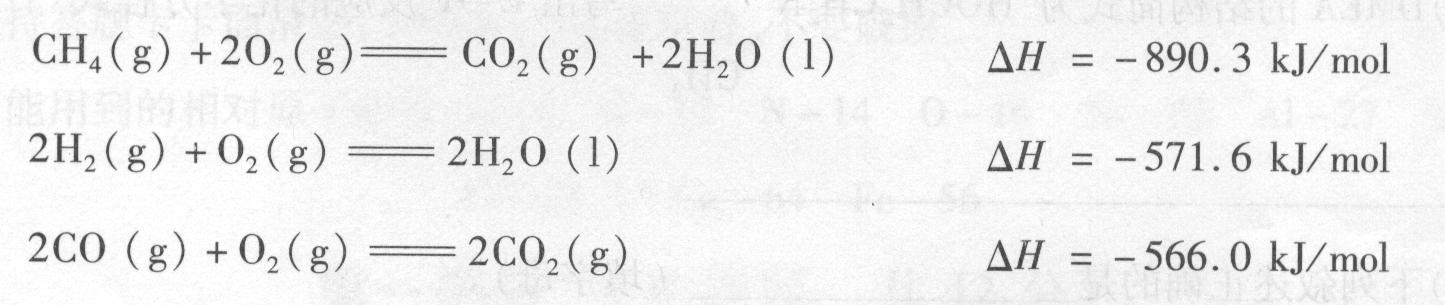 CH₄(g) + 2O₂(g) ══ CO₂(g) + 2H₂O (l) ΔH = -890.3 kJ/mol
2H₂(g) + O₂(g) ══ 2H₂O (l) ΔH = -571.6 kJ/mol
2CO (g) + O₂(g) ══ 2CO₂(g) ΔH = -566.0 kJ/mol